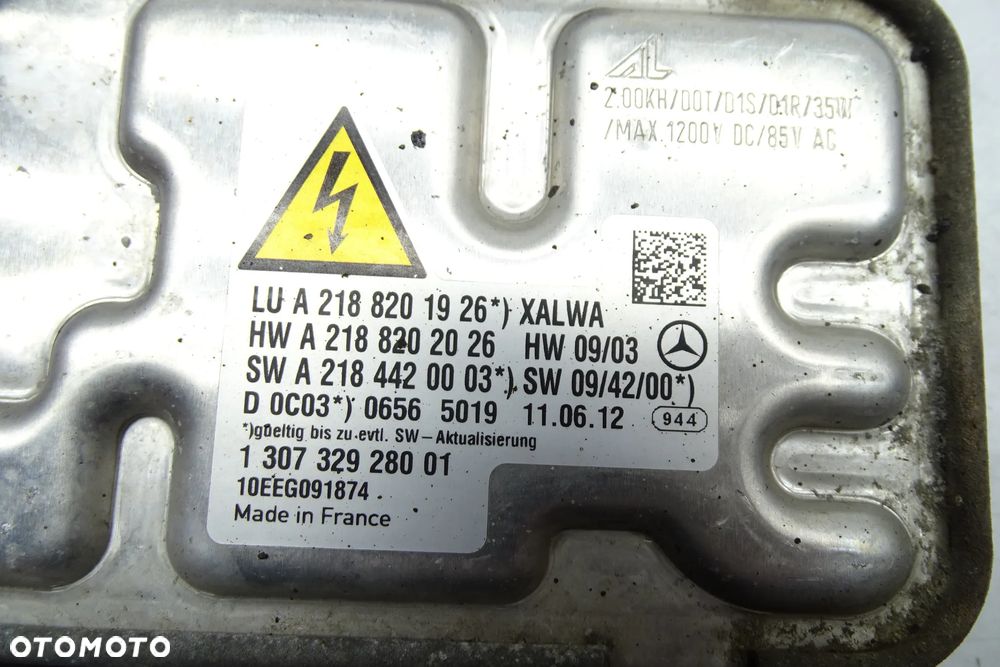 AL
2.00KH/D0T/D1S/D1R/35W
/MAX.1200V DC/85V AC
LU A 218 820 19 26*) XALWA
HW A 218 820 20 26 HW 09/03
SW A 218 442 00 03*) SW 09/42/00*)
D 0C03*) 0656 5019 11.06.12 944
*)gueltig bis zu evtl. SW-Aktualisierung
1 307 329 280 01
10EEG091874
Made in France
OTOMOTO